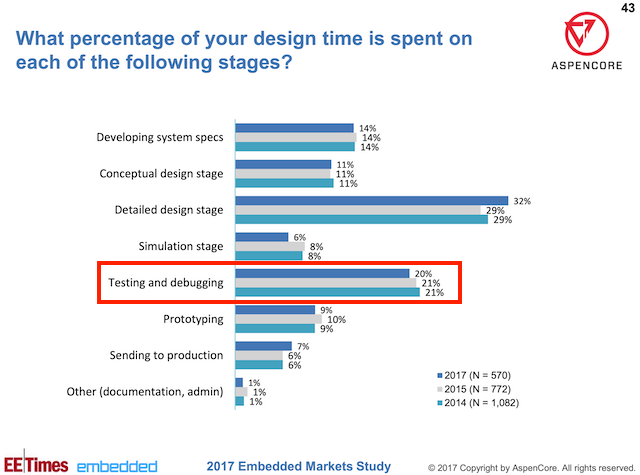 43
What percentage of your design time is spent on
each of the following stages?
ASPENCORE
Developing system specs
14%
14%
14%
Conceptual design stage
11%
11%
11%
Detailed design stage
32%
29%
29%
Simulation stage
6%
8%
8%
Testing and debugging
20%
21%
21%
Prototyping
9%
10%
9%
Sending to production
7%
6%
6%
Other (documentation, admin)
1%
1%
1%
2017 (N = 570)
2015 (N = 772)
2014 (N = 1,082)
EE Times embedded
2017 Embedded Markets Study
© 2017 Copyright by AspenCore. All rights reserved.